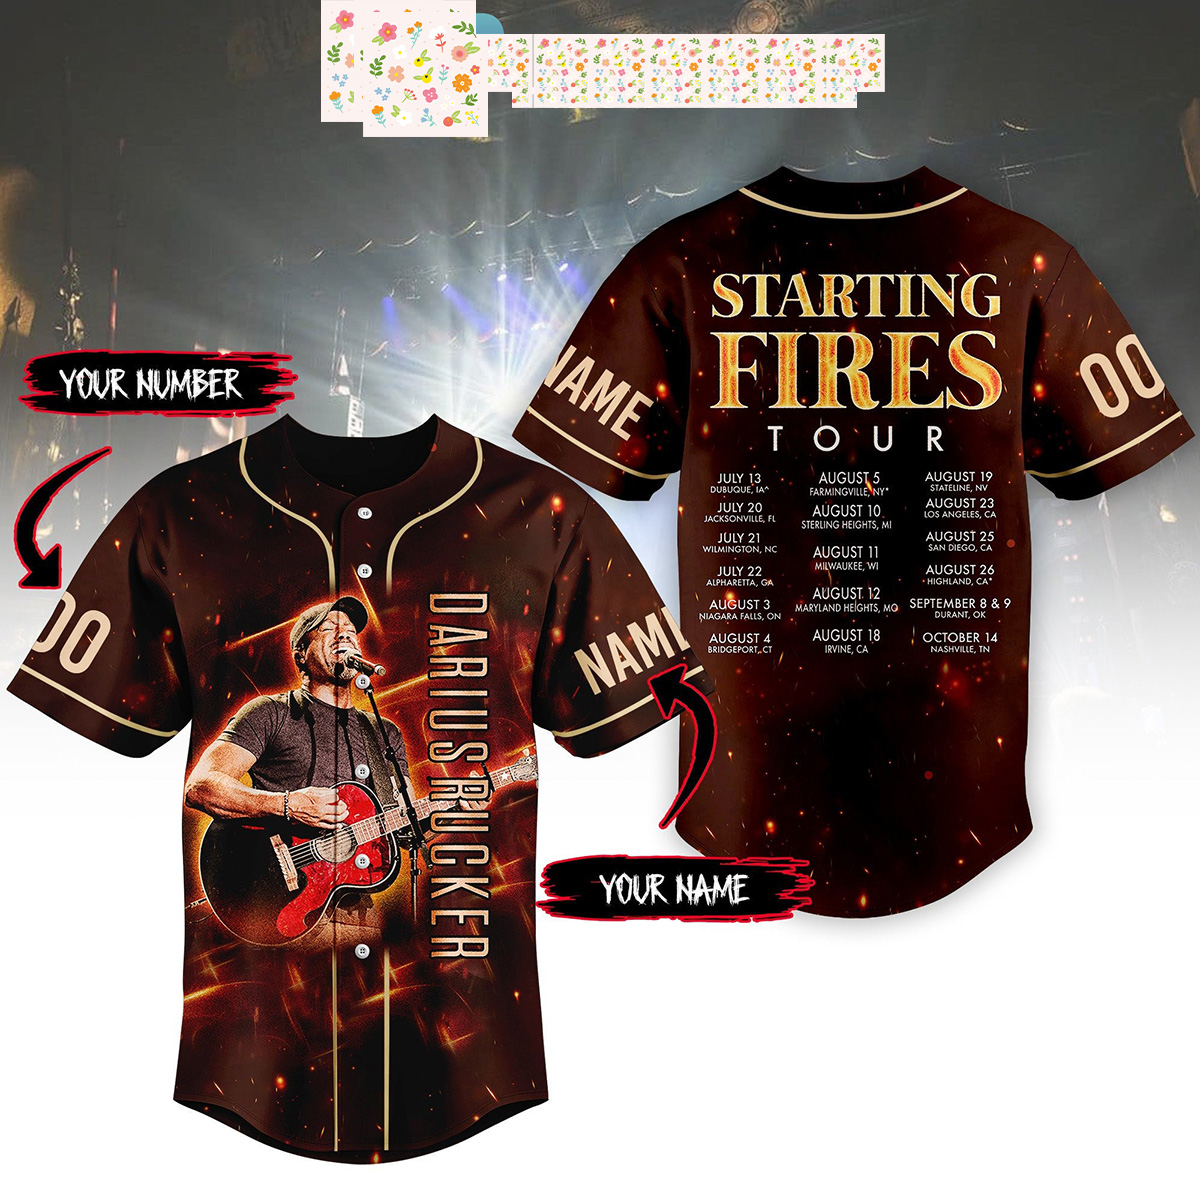 YOUR NUMBER
00
NAME
DARIUS RUCKER
YOUR NAME
NAME
00
STARTING
FIRES
TOUR
JULY 13
DUBUQUE, IA^
JULY 20
JACKSONVILLE, FL
JULY 21
WILMINGTON, NC
JULY 22
ALPHARETTA, GA
AUGUST 3
NIAGARA FALLS, ON
AUGUST 4
BRIDGEPORT, CT
AUGUST 5
FARMINGVILLE, NY*
AUGUST 10
STERLING HEIGHTS, MI
AUGUST 11
MILWAUKEE, WI
AUGUST 12
MARYLAND HEIGHTS, MO
AUGUST 18
IRVINE, CA
AUGUST 19
STATELINE, NV
AUGUST 23
LOS ANGELES, CA
AUGUST 25
SAN DIEGO, CA
AUGUST 26
HIGHLAND, CA*
SEPTEMBER 8 & 9
DURANT, OK
OCTOBER 14
NASHVILLE, TN